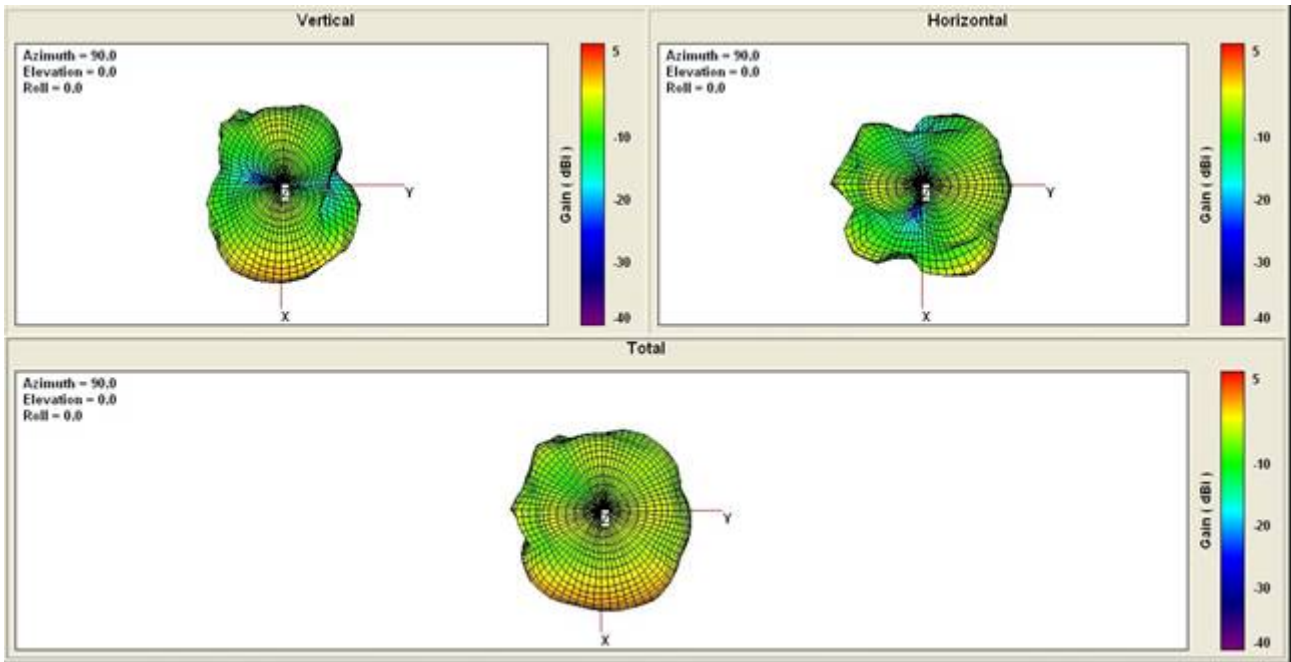 Vertical
Azimuth = 90.0
Elevation = 0.0
Roll = 0.0
Y
X
5
-10
-20
-30
-40
Gain ( dBi )
Horizontal
Azimuth = 90.0
Elevation = 0.0
Roll = 0.0
Y
X
5
-10
-20
-30
-40
Gain ( dBi )
Total
Azimuth = 90.0
Elevation = 0.0
Roll = 0.0
Y
X
5
-10
-20
-30
-40
Gain ( dBi )